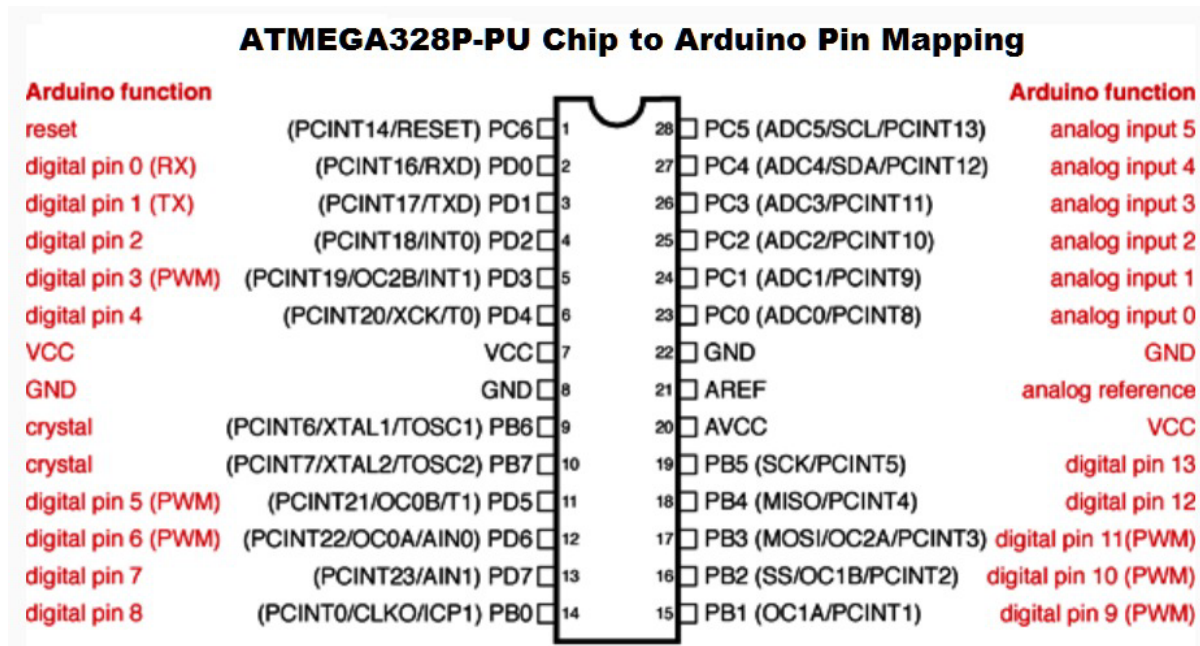 ATMEGA328P-PU Chip to Arduino Pin Mapping
Arduino function Arduino function
reset (PCINT14/RESET) PC6 1 28 PC5 (ADC5/SCL/PCINT13) analog input 5
digital pin 0 (RX) (PCINT16/RXD) PD0 2 27 PC4 (ADC4/SDA/PCINT12) analog input 4
digital pin 1 (TX) (PCINT17/TXD) PD1 3 26 PC3 (ADC3/PCINT11) analog input 3
digital pin 2 (PCINT18/INT0) PD2 4 25 PC2 (ADC2/PCINT10) analog input 2
digital pin 3 (PWM) (PCINT19/OC2B/INT1) PD3 5 24 PC1 (ADC1/PCINT9) analog input 1
digital pin 4 (PCINT20/XCK/T0) PD4 6 23 PC0 (ADC0/PCINT8) analog input 0
VCC VCC 7 22 GND GND
GND GND 8 21 AREF analog reference
crystal (PCINT6/XTAL1/TOSC1) PB6 9 20 AVCC VCC
crystal (PCINT7/XTAL2/TOSC2) PB7 10 19 PB5 (SCK/PCINT5) digital pin 13
digital pin 5 (PWM) (PCINT21/OC0B/T1) PD5 11 18 PB4 (MISO/PCINT4) digital pin 12
digital pin 6 (PWM) (PCINT22/OC0A/AIN0) PD6 12 17 PB3 (MOSI/OC2A/PCINT3) digital pin 11(PWM)
digital pin 7 (PCINT23/AIN1) PD7 13 16 PB2 (SS/OC1B/PCINT2) digital pin 10 (PWM)
digital pin 8 (PCINT0/CLKO/ICP1) PB0 14 15 PB1 (OC1A/PCINT1) digital pin 9 (PWM)